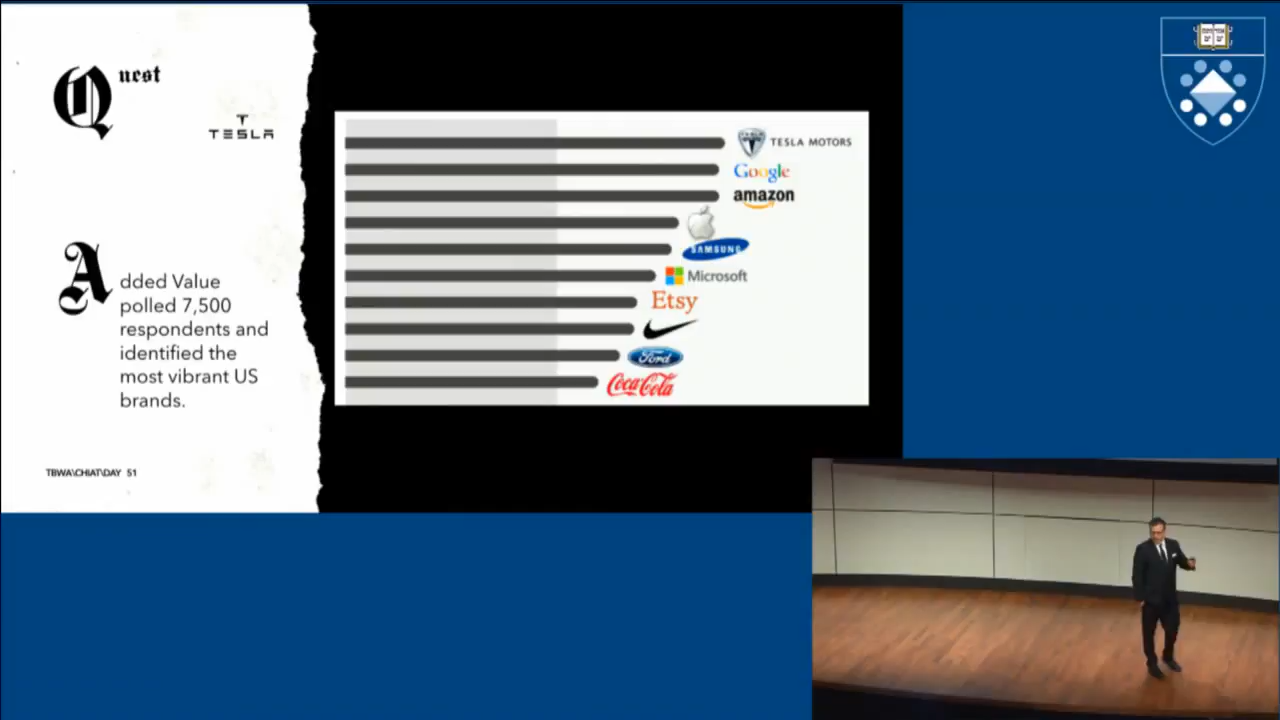 Quest
TESLA
Added Value
polled 7,500
respondents and
identified the
most vibrant US
brands.
TBWA\CHIAT\DAY 51
TESLA MOTORS
Google
amazon
SAMSUNG
Microsoft
Etsy
Ford
Coca-Cola